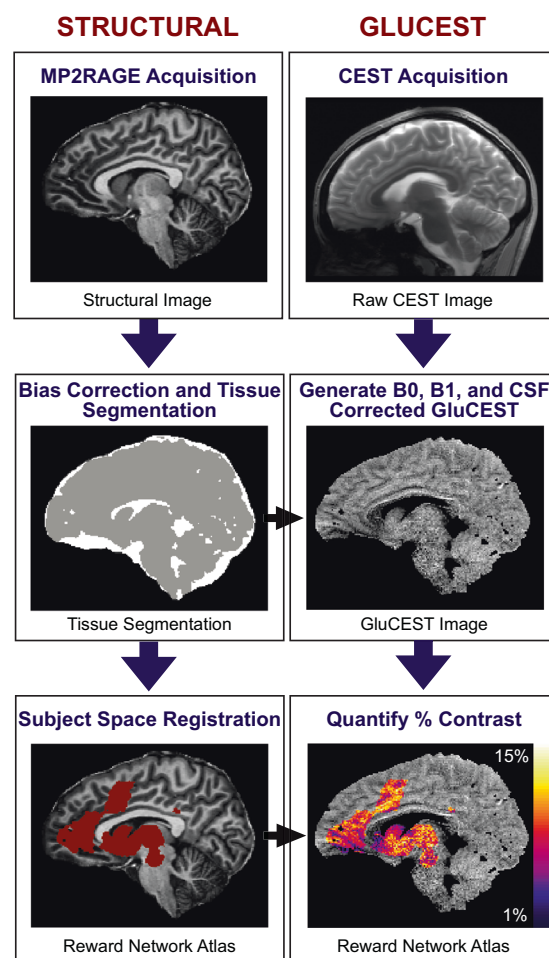 STRUCTURAL
GLUCEST
MP2RAGE Acquisition
Structural Image
CEST Acquisition
Raw CEST Image
Bias Correction and Tissue
Segmentation
Tissue Segmentation
Generate B0, B1, and CSF
Corrected GluCEST
GluCEST Image
Subject Space Registration
Reward Network Atlas
Quantify % Contrast
15%
1%
Reward Network Atlas